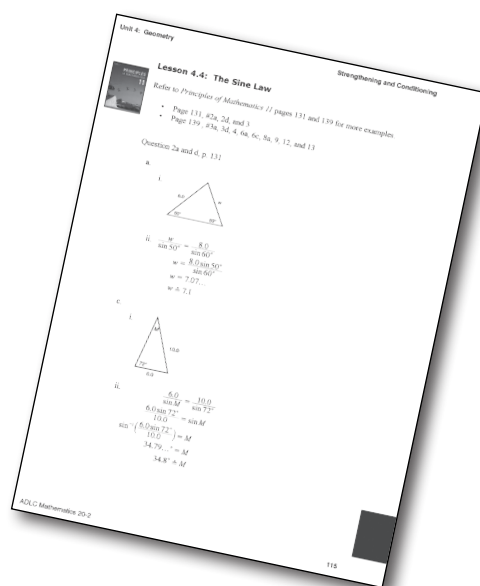 Unit 4: Geometry
Strengthening and Conditioning
Lesson 4.4: The Sine Law
Refer to Principles of Mathematics 11 pages 131 and 139 for more examples
• Page 131, #2a, 2d, and 3
• Page 139, #3a, 3d, 4, 6a, 6c, 8a, 9, 12, and 13
Question 2a and d, p. 131
a.
i.
w
50°
60°
ii. w / sin 50° = 8.0 / sin 60°
w = 8.0 sin 50° / sin 60°
w = 7.07...
w ≐ 7.1
c.
i.
M
10.0
72°
6.0
ii.
6.0 / sin M = 10.0 / sin 72°
6.0 sin 72° / 10.0 = sin M
sin⁻¹(6.0 sin 72° / 10.0) = M
34.79...° = M
34.8° ≐ M
ADLC Mathematics 20-2
115